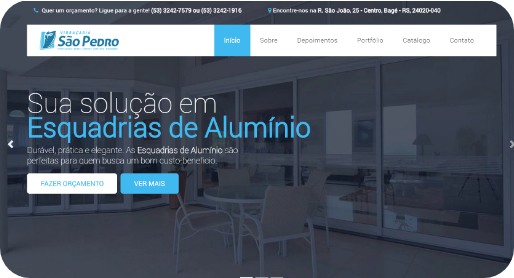 Quer um orçamento? Ligue para a gente! (53) 3242-7579 ou (53) 3242-1916
Encontre-nos na R. São João, 25 - Centro, Bagé - RS, 24020-040
VIDRAÇARIA
São Pedro
Início
Sobre
Depoimentos
Portfólio
Catálogo
Contato
Sua solução em
Esquadrias de Alumínio
Durável, prática e elegante. As Esquadrias de Alumínio são
perfeitas para quem busca um bom custo-benefício.
FAZER ORÇAMENTO
VER MAIS